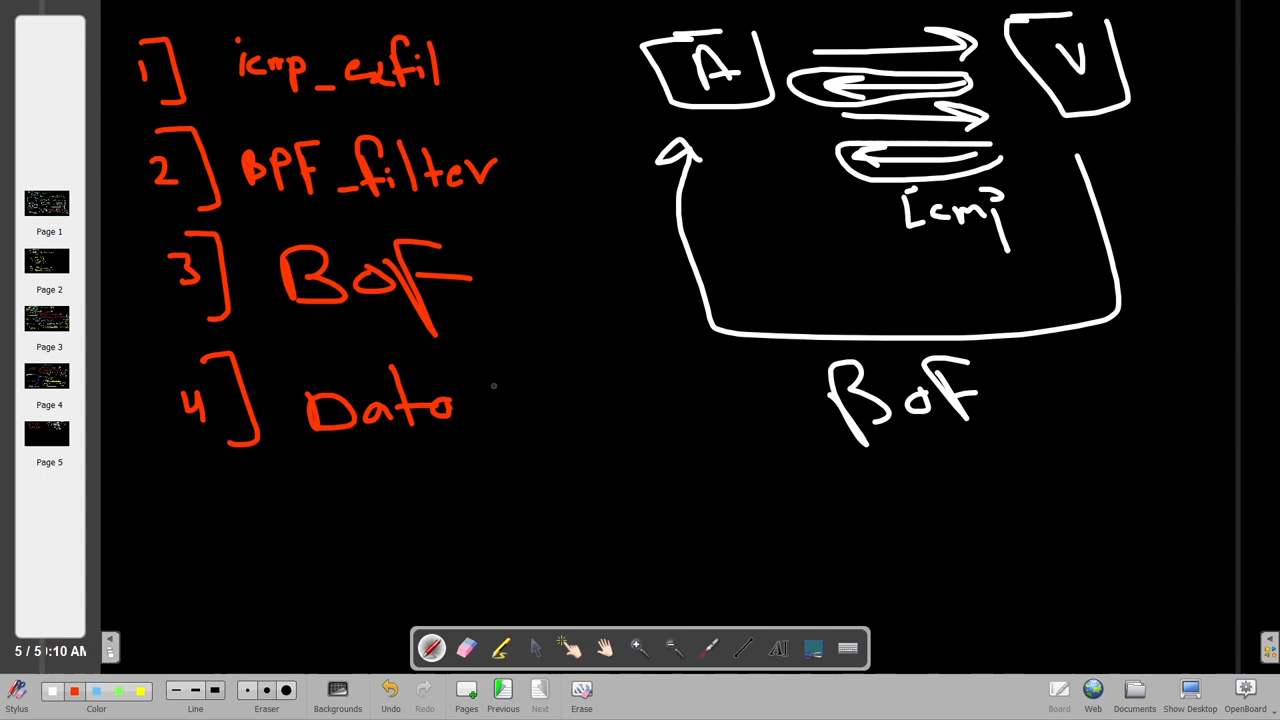 1] icmp_exfil
2] BPF_filter
3] BoF
4] Data
A
V
[cm]
BoF
Page 1
Page 2
Page 3
Page 4
Page 5
5 / 5
9:10 AM
Stylus
Color
Line
Eraser
Backgrounds
Undo
Redo
Pages
Previous
Next
Erase
Board
Web
Documents
Show Desktop
OpenBoard